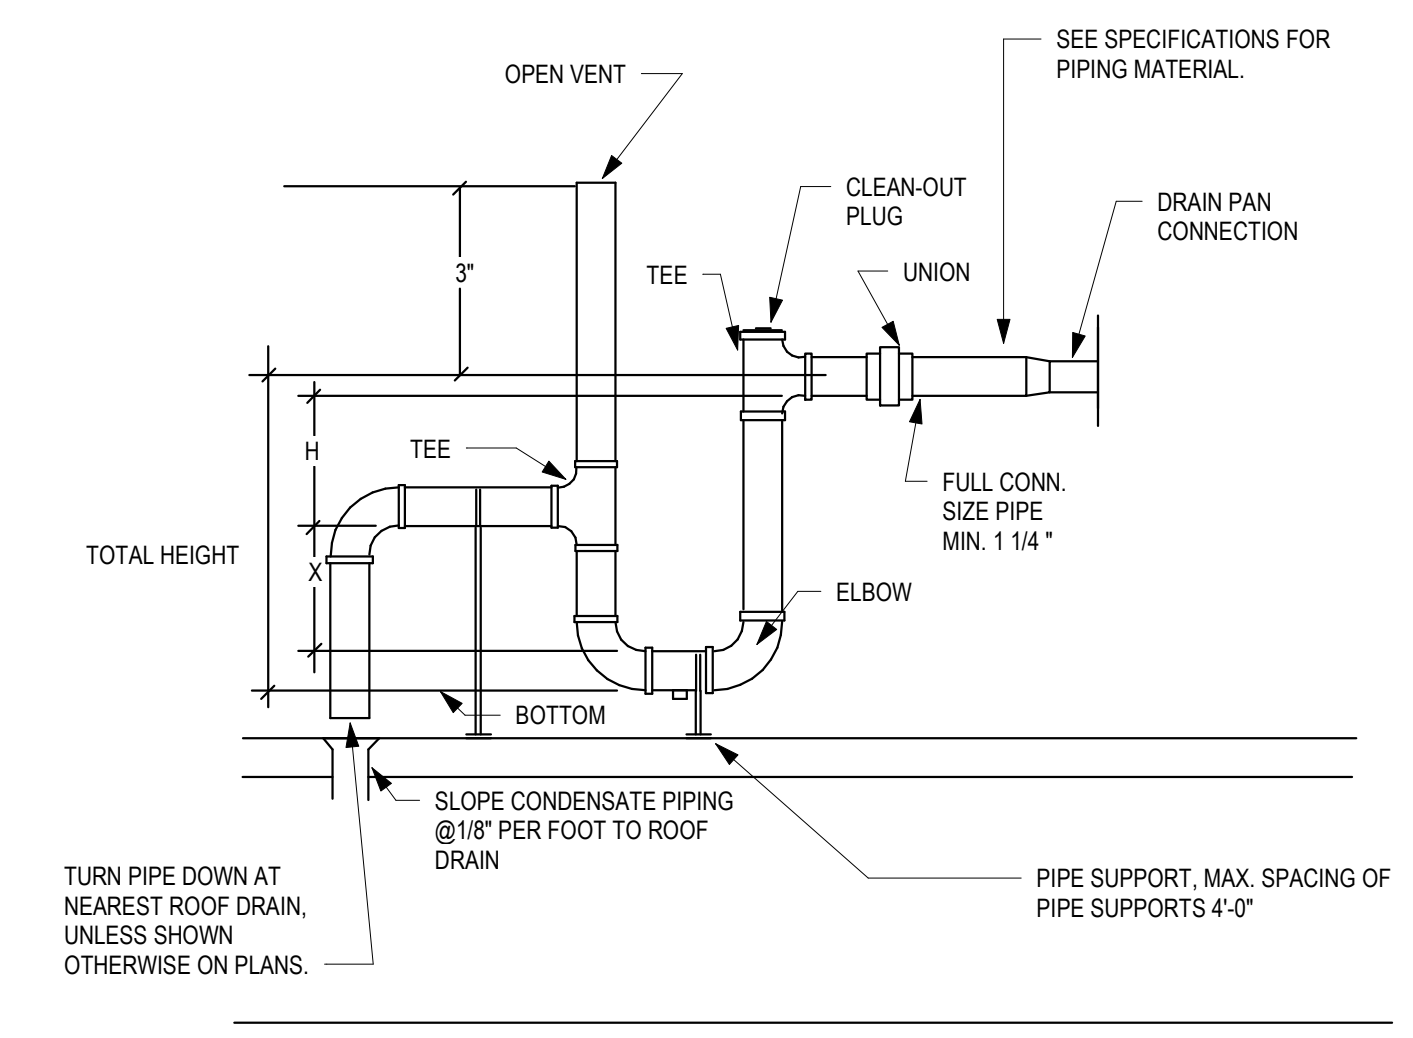 SEE SPECIFICATIONS FOR
PIPING MATERIAL.
OPEN VENT
CLEAN-OUT
PLUG
DRAIN PAN
CONNECTION
3"
TEE
UNION
H
TEE
FULL CONN.
SIZE PIPE
MIN. 1 1/4 "
TOTAL HEIGHT
X
ELBOW
BOTTOM
SLOPE CONDENSATE PIPING
@1/8" PER FOOT TO ROOF
DRAIN
TURN PIPE DOWN AT
NEAREST ROOF DRAIN,
UNLESS SHOWN
OTHERWISE ON PLANS.
PIPE SUPPORT, MAX. SPACING OF
PIPE SUPPORTS 4'-0"